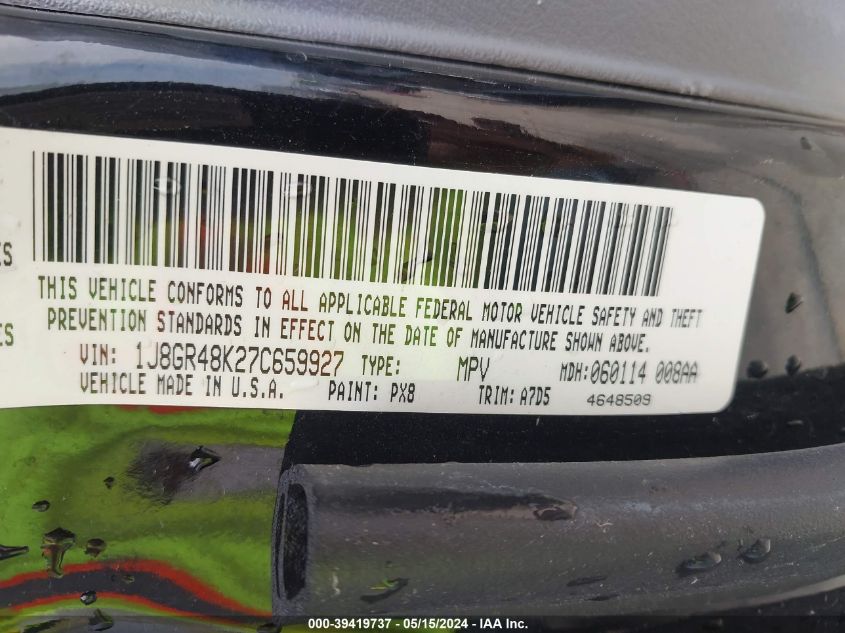 THIS VEHICLE CONFORMS TO ALL APPLICABLE FEDERAL MOTOR VEHICLE SAFETY AND THEFT
PREVENTION STANDARDS IN EFFECT ON THE DATE OF MANUFACTURE SHOWN ABOVE.
VIN: 1J8GR48K27C659927 TYPE: MPV MDH: 060114 008AA
VEHICLE MADE IN U.S.A. PAINT: PX8 TRIM: A7D5 4648509
000-39419737 - 05/15/2024 - IAA Inc.